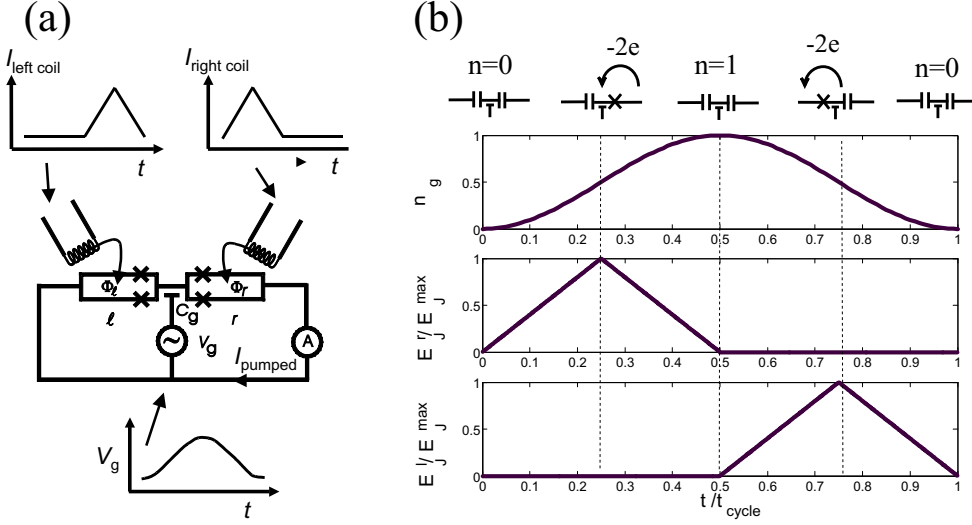 (a)
I left coil
t
I right coil
t
Φℓ
Φr
ℓ
r
Cg
~
Vg
A
I pumped
Vg
t
(b)
n=0
-2e
n=1
-2e
n=0
n g
1
0.5
0
0 0.1 0.2 0.3 0.4 0.5 0.6 0.7 0.8 0.9 1
E J r / E J max
1
0.5
0
0 0.1 0.2 0.3 0.4 0.5 0.6 0.7 0.8 0.9 1
E J l / E J max
1
0.5
0
0 0.1 0.2 0.3 0.4 0.5 0.6 0.7 0.8 0.9 1
t/t cycle